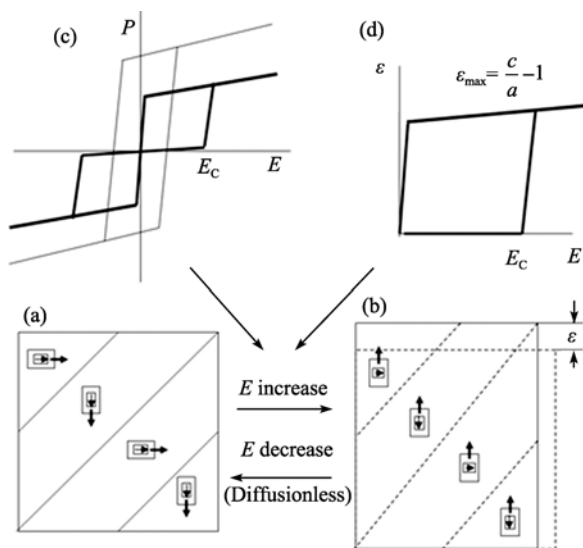 (c)
P
E
E_C
(d)
ε
ε_max = c/a −1
E_C
E
(a)
E increase
E decrease
(Diffusionless)
(b)
ε